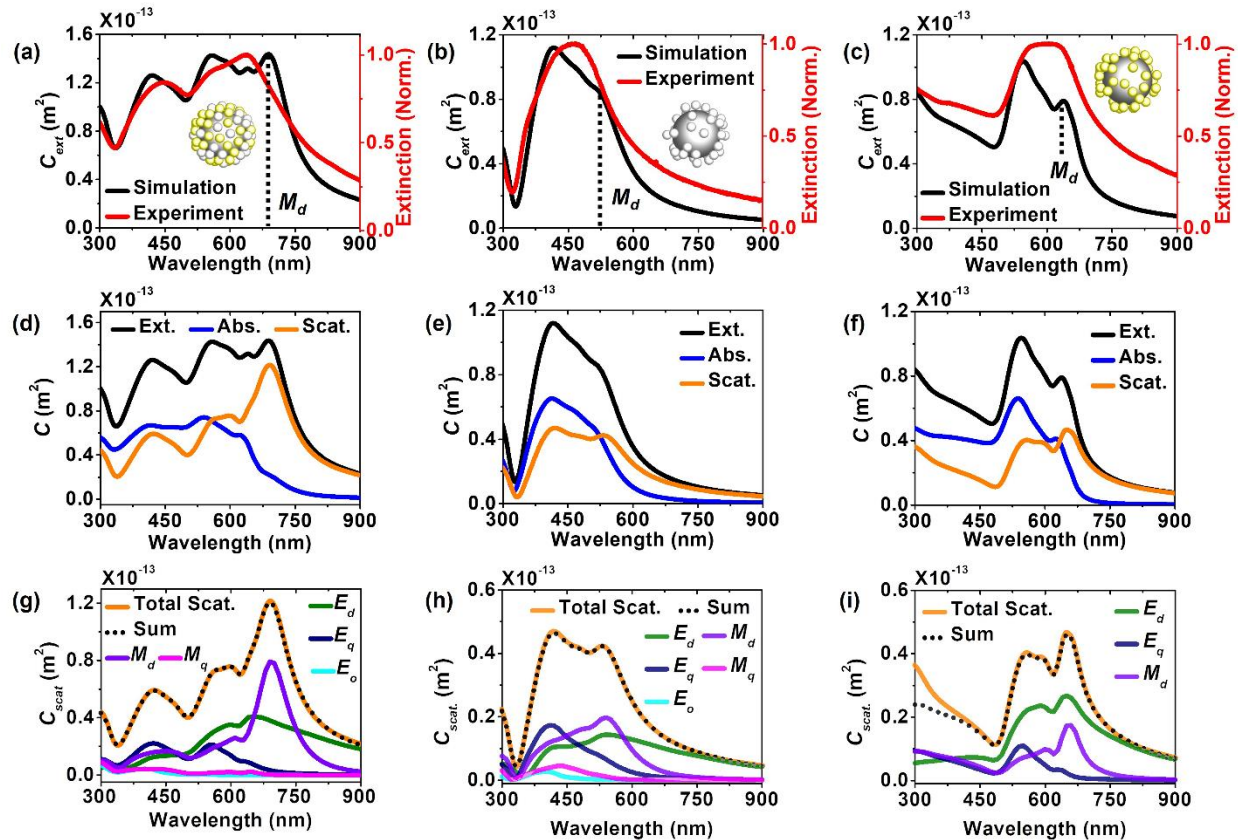 X10⁻¹³ X10⁻¹³ X10⁻¹³
(a)
1.6
1.2
0.8
0.4
0.0
C_ext (m²)
1.0
0.5
0.0
Extinction (Norm.)
Simulation
Experiment
M_d
300 450 600 750 900
Wavelength (nm)
(b)
1.2
0.8
0.4
0.0
C_ext (m²)
1.0
0.5
0.0
Extinction (Norm.)
Simulation
Experiment
M_d
300 450 600 750 900
Wavelength (nm)
(c)
1.2
0.8
0.4
0.0
C_ext (m²)
1.0
0.5
0.0
Extinction (Norm.)
Simulation
Experiment
M_d
300 450 600 750 900
Wavelength (nm)
X10⁻¹³ X10⁻¹³ X10⁻¹³
(d)
1.6
1.2
0.8
0.4
0.0
C (m²)
Ext. Abs. Scat.
300 450 600 750 900
Wavelength (nm)
(e)
1.2
0.8
0.4
0.0
C (m²)
Ext.
Abs.
Scat.
300 450 600 750 900
Wavelength (nm)
(f)
1.2
0.8
0.4
0.0
C (m²)
Ext.
Abs.
Scat.
300 450 600 750 900
Wavelength (nm)
X10⁻¹³ X10⁻¹³ X10⁻¹³
(g)
1.2
0.8
0.4
0.0
C_scat (m²)
Total Scat. E_d
Sum E_q
M_d M_q E_o
300 450 600 750 900
Wavelength (nm)
(h)
0.6
0.4
0.2
0.0
C_scat. (m²)
Total Scat. Sum
E_d M_d
E_q M_q
E_o
300 450 600 750 900
Wavelength (nm)
(i)
0.6
0.4
0.2
0.0
C_scat. (m²)
Total Scat. E_d
Sum E_q
M_d
300 450 600 750 900
Wavelength (nm)